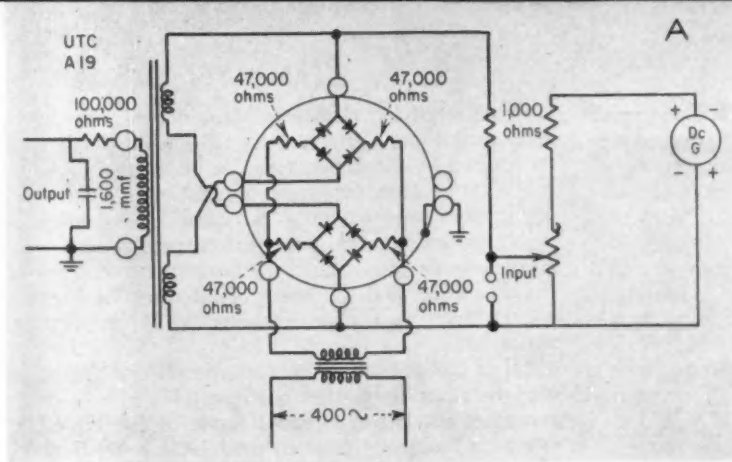 UTC
A19
A
47,000
ohms
47,000
ohms
100,000
ohms
1,000
ohms
+ -
Dc
G
- +
Output
1,600
mmf
Input
47,000
ohms
47,000
ohms
400~